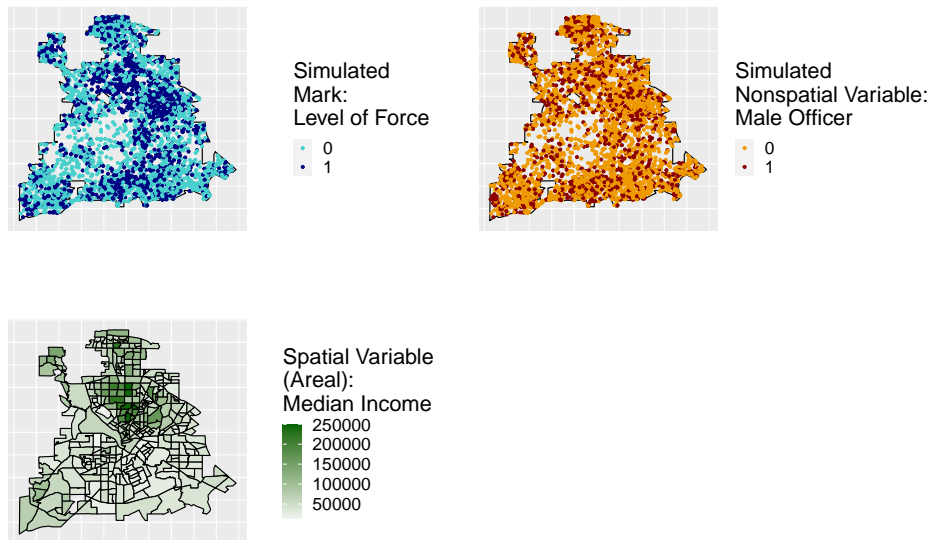 Simulated
Mark:
Level of Force
0
1
Simulated
Nonspatial Variable:
Male Officer
0
1
Spatial Variable
(Areal):
Median Income
250000
200000
150000
100000
50000